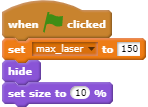 when clicked
set max_laser to 150
hide
set size to 10 %